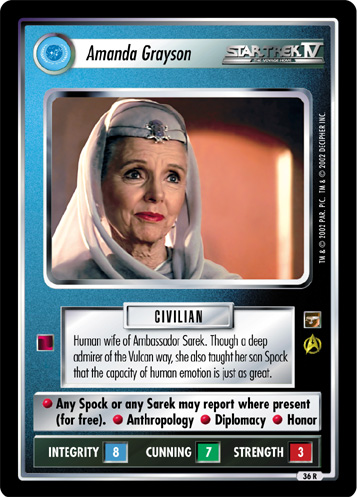 Amanda Grayson
STAR TREK IV
THE VOYAGE HOME
TM & © 2002 PAR. PIC. TM & © 2002 DECIPHER INC.
CIVILIAN
Human wife of Ambassador Sarek. Though a deep
admirer of the Vulcan way, she also taught her son Spock
that the capacity of human emotion is just as great.
• Any Spock or any Sarek may report where present
(for free). • Anthropology • Diplomacy • Honor
INTEGRITY 8 CUNNING 7 STRENGTH 3
36 R